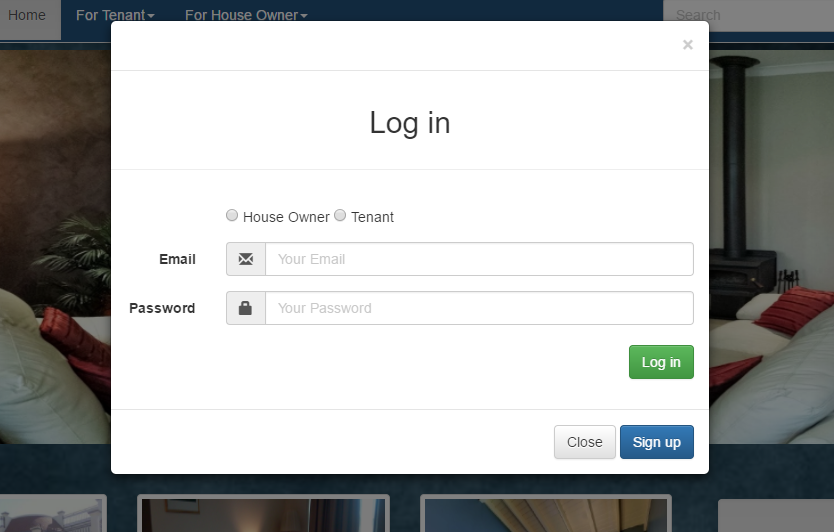 Home For Tenant For House Owner Search
×
Log in
House Owner Tenant
Email Your Email
Password Your Password
Log in
Close Sign up